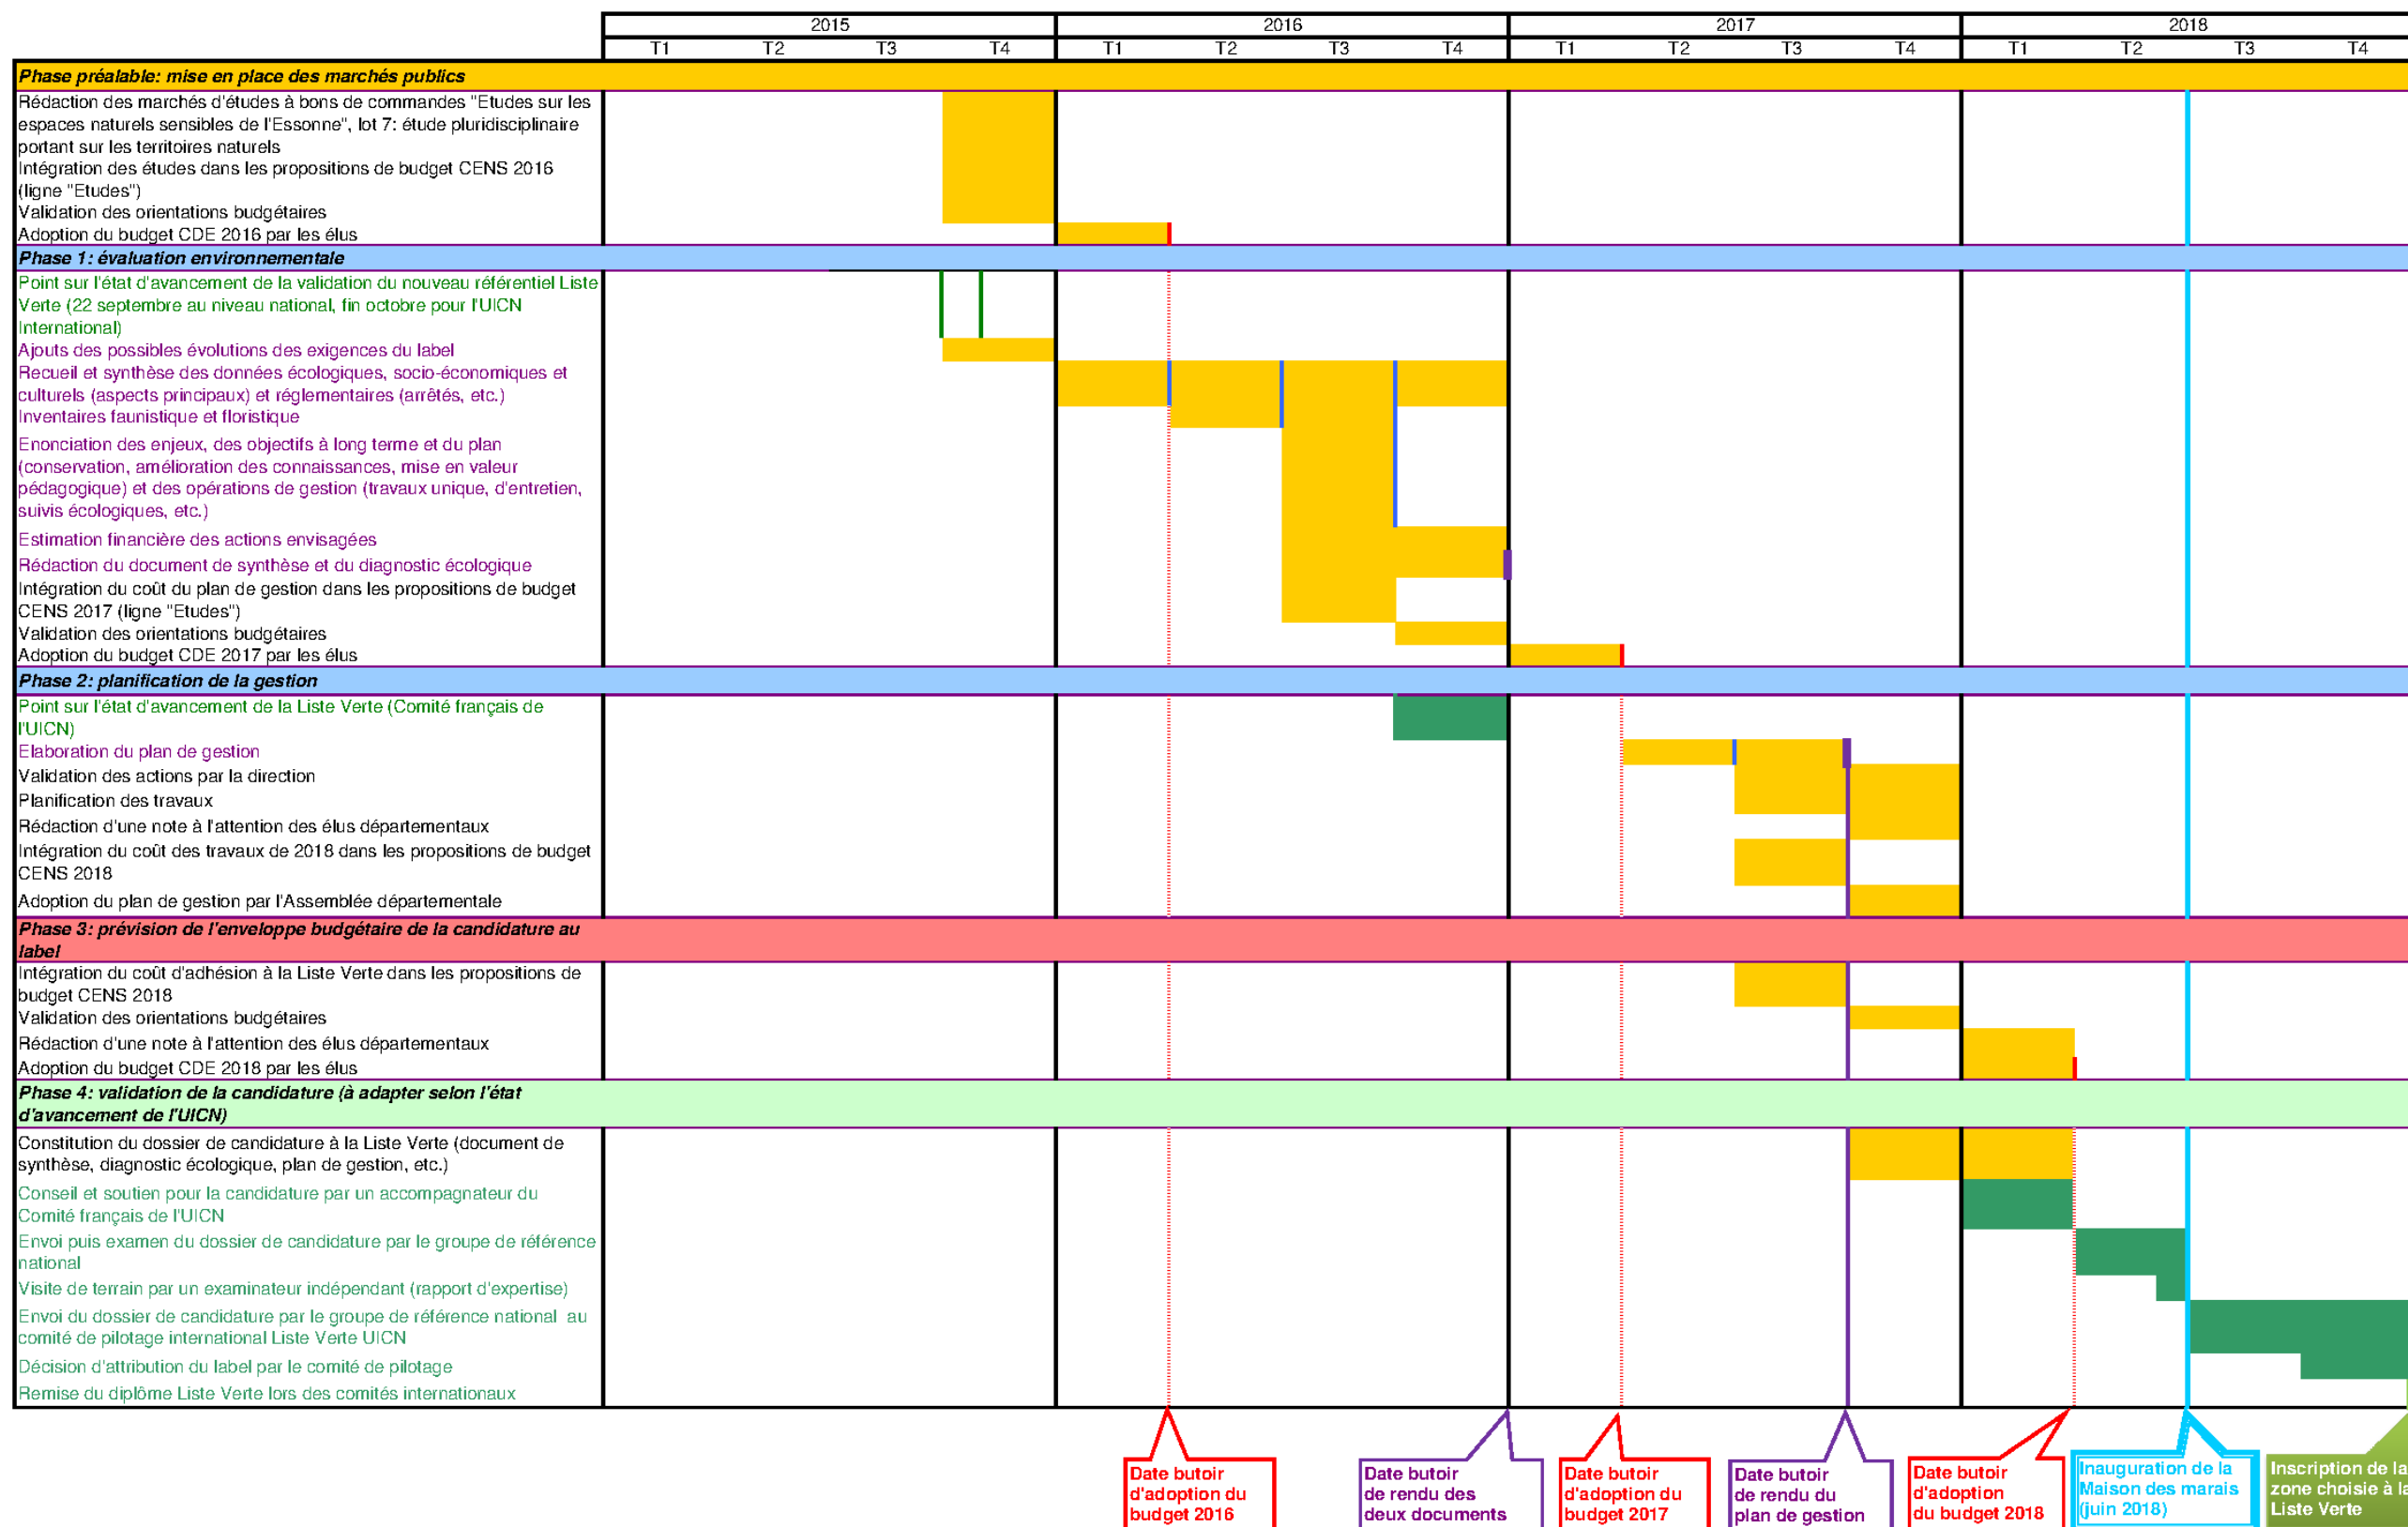 2015 2016 2017 2018
T1 T2 T3 T4 T1 T2 T3 T4 T1 T2 T3 T4 T1 T2 T3 T4
Phase préalable: mise en place des marchés publics
Rédaction des marchés d'études à bons de commandes "Etudes sur les
espaces naturels sensibles de l'Essonne", lot 7: étude pluridisciplinaire
portant sur les territoires naturels
Intégration des études dans les propositions de budget CENS 2016
(ligne "Etudes")
Validation des orientations budgétaires
Adoption du budget CDE 2016 par les élus
Phase 1: évaluation environnementale
Point sur l'état d'avancement de la validation du nouveau référentiel Liste
Verte (22 septembre au niveau national, fin octobre pour l'UICN
International)
Ajouts des possibles évolutions des exigences du label
Recueil et synthèse des données écologiques, socio-économiques et
culturels (aspects principaux) et réglementaires (arrêtés, etc.)
Inventaires faunistique et floristique
Enonciation des enjeux, des objectifs à long terme et du plan
(conservation, amélioration des connaissances, mise en valeur
pédagogique) et des opérations de gestion (travaux unique, d'entretien,
suivis écologiques, etc.)
Estimation financière des actions envisagées
Rédaction du document de synthèse et du diagnostic écologique
Intégration du coût du plan de gestion dans les propositions de budget
CENS 2017 (ligne "Etudes")
Validation des orientations budgétaires
Adoption du budget CDE 2017 par les élus
Phase 2: planification de la gestion
Point sur l'état d'avancement de la Liste Verte (Comité français de
l'UICN)
Elaboration du plan de gestion
Validation des actions par la direction
Planification des travaux
Rédaction d'une note à l'attention des élus départementaux
Intégration du coût des travaux de 2018 dans les propositions de budget
CENS 2018
Adoption du plan de gestion par l'Assemblée départementale
Phase 3: prévision de l'enveloppe budgétaire de la candidature au
label
Intégration du coût d'adhésion à la Liste Verte dans les propositions de
budget CENS 2018
Validation des orientations budgétaires
Rédaction d'une note à l'attention des élus départementaux
Adoption du budget CDE 2018 par les élus
Phase 4: validation de la candidature (à adapter selon l'état
d'avancement de l'UICN)
Constitution du dossier de candidature à la Liste Verte (document de
synthèse, diagnostic écologique, plan de gestion, etc.)
Conseil et soutien pour la candidature par un accompagnateur du
Comité français de l'UICN
Envoi puis examen du dossier de candidature par le groupe de référence
national
Visite de terrain par un examinateur indépendant (rapport d'expertise)
Envoi du dossier de candidature par le groupe de référence national au
comité de pilotage international Liste Verte UICN
Décision d'attribution du label par le comité de pilotage
Remise du diplôme Liste Verte lors des comités internationaux
Date butoir
d'adoption du
budget 2016
Date butoir
de rendu des
deux documents
Date butoir
d'adoption du
budget 2017
Date butoir
de rendu du
plan de gestion
Date butoir
d'adoption
du budget 2018
Inauguration de la
Maison des marais
(juin 2018)
Inscription de la
zone choisie à la
Liste Verte